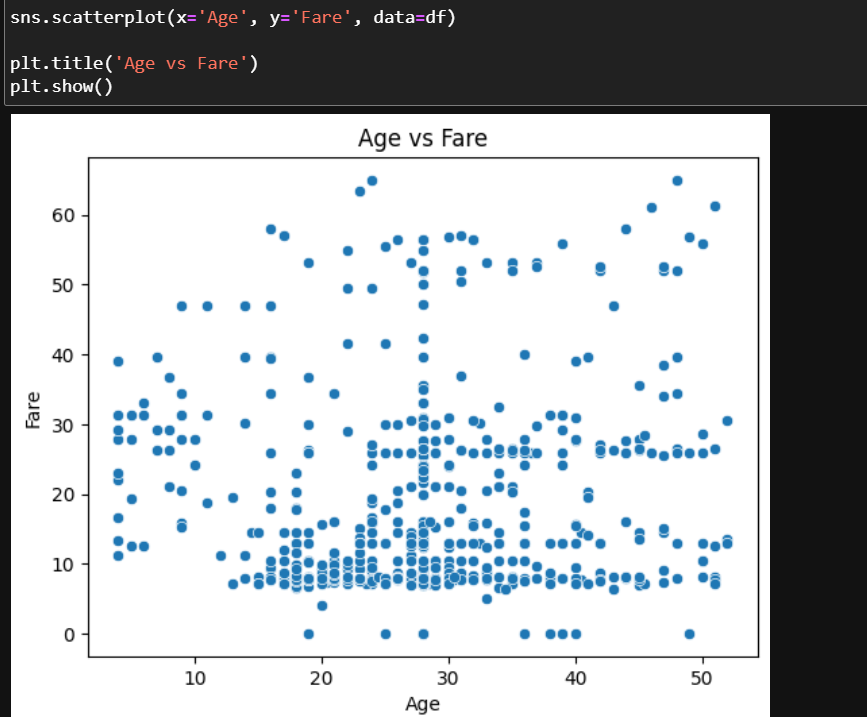 sns.scatterplot(x='Age', y='Fare', data=df)
plt.title('Age vs Fare')
plt.show()
Age vs Fare
60
50
40
30
20
10
0
Fare
10 20 30 40 50
Age